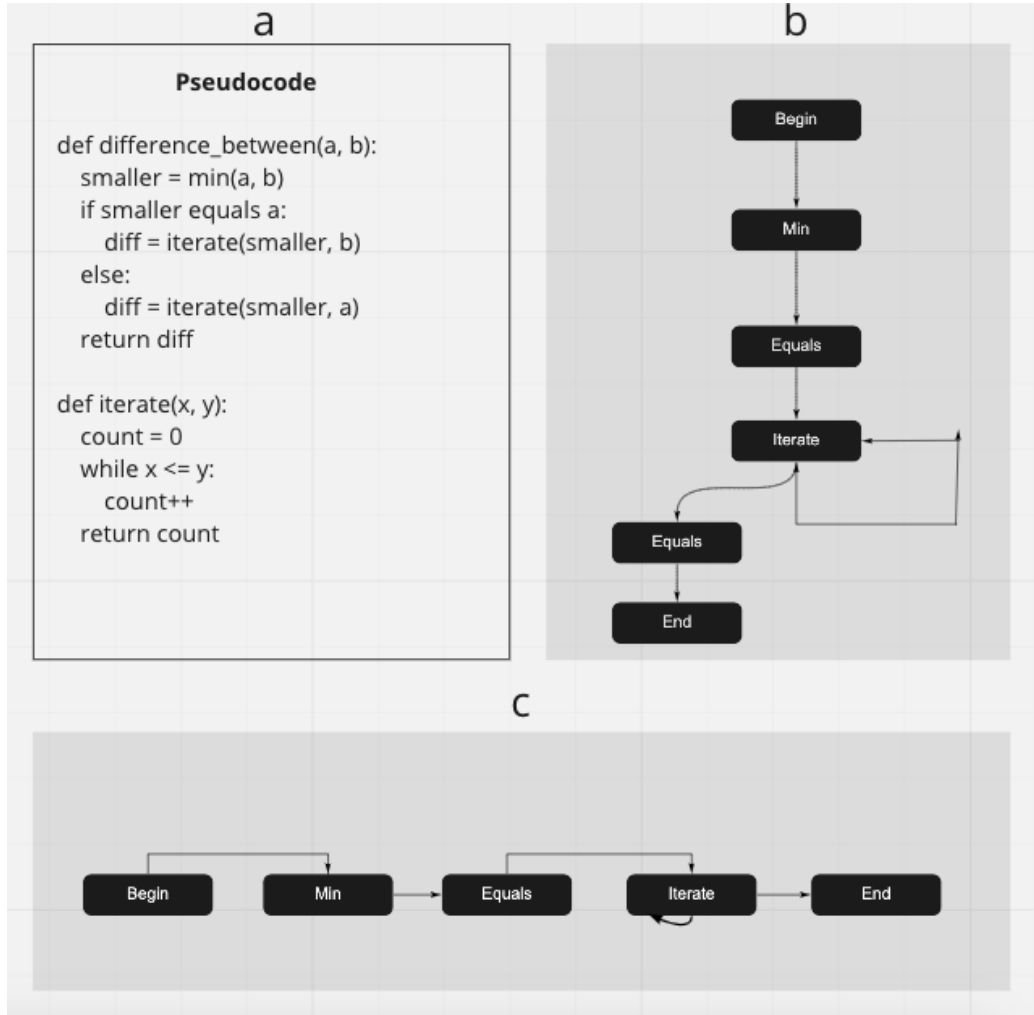 a
Pseudocode
def difference_between(a, b):
smaller = min(a, b)
if smaller equals a:
diff = iterate(smaller, b)
else:
diff = iterate(smaller, a)
return diff
def iterate(x, y):
count = 0
while x <= y:
count++
return count
b
Begin
Min
Equals
Iterate
Equals
End
c
Begin
Min
Equals
Iterate
End